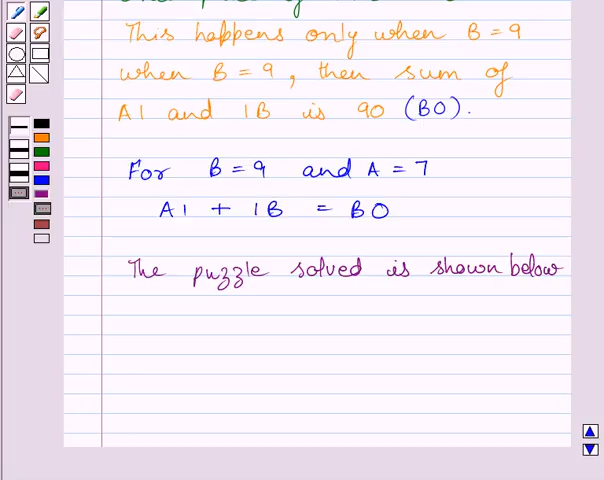 This happens only when B = 9
when B = 9, then sum of
A1 and 1B is 90 (B0).
For B = 9 and A = 7
A1 + 1B = B0
The puzzle solved is shown below